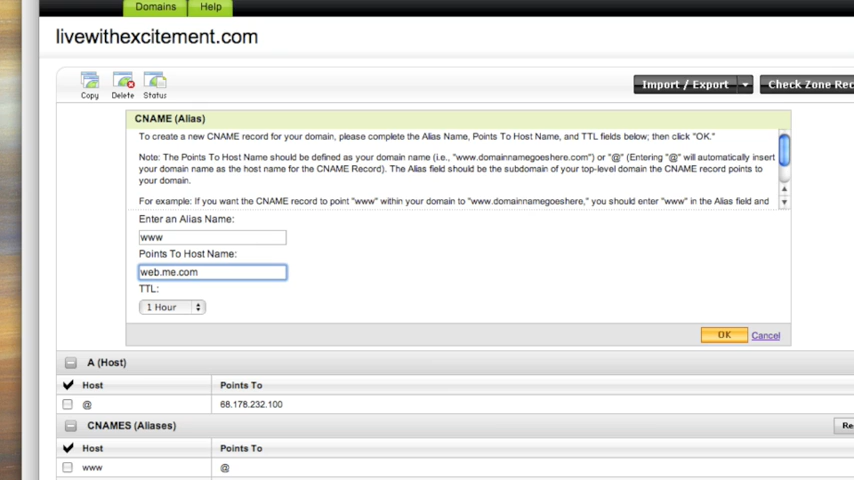 Domains Help
livewithexcitement.com
Copy Delete Status
Import / Export
Check Zone Rec
CNAME (Alias)
To create a new CNAME record for your domain, please complete the Alias Name, Points To Host Name, and TTL fields below; then click "OK."
Note: The Points To Host Name should be defined as your domain name (i.e., "www.domainnamegoeshere.com") or "@" (Entering "@" will automatically insert
your domain name as the host name for the CNAME Record). The Alias field should be the subdomain of your top-level domain the CNAME record points to
your domain.
For example: If you want the CNAME record to point "www" within your domain to "www.domainnamegoeshere," you should enter "www" in the Alias field and
Enter an Alias Name:
www
Points To Host Name:
web.me.com
TTL:
1 Hour
OK Cancel
A (Host)
Host Points To
@ 68.178.232.100
CNAMES (Aliases)
Re
Host Points To
www @